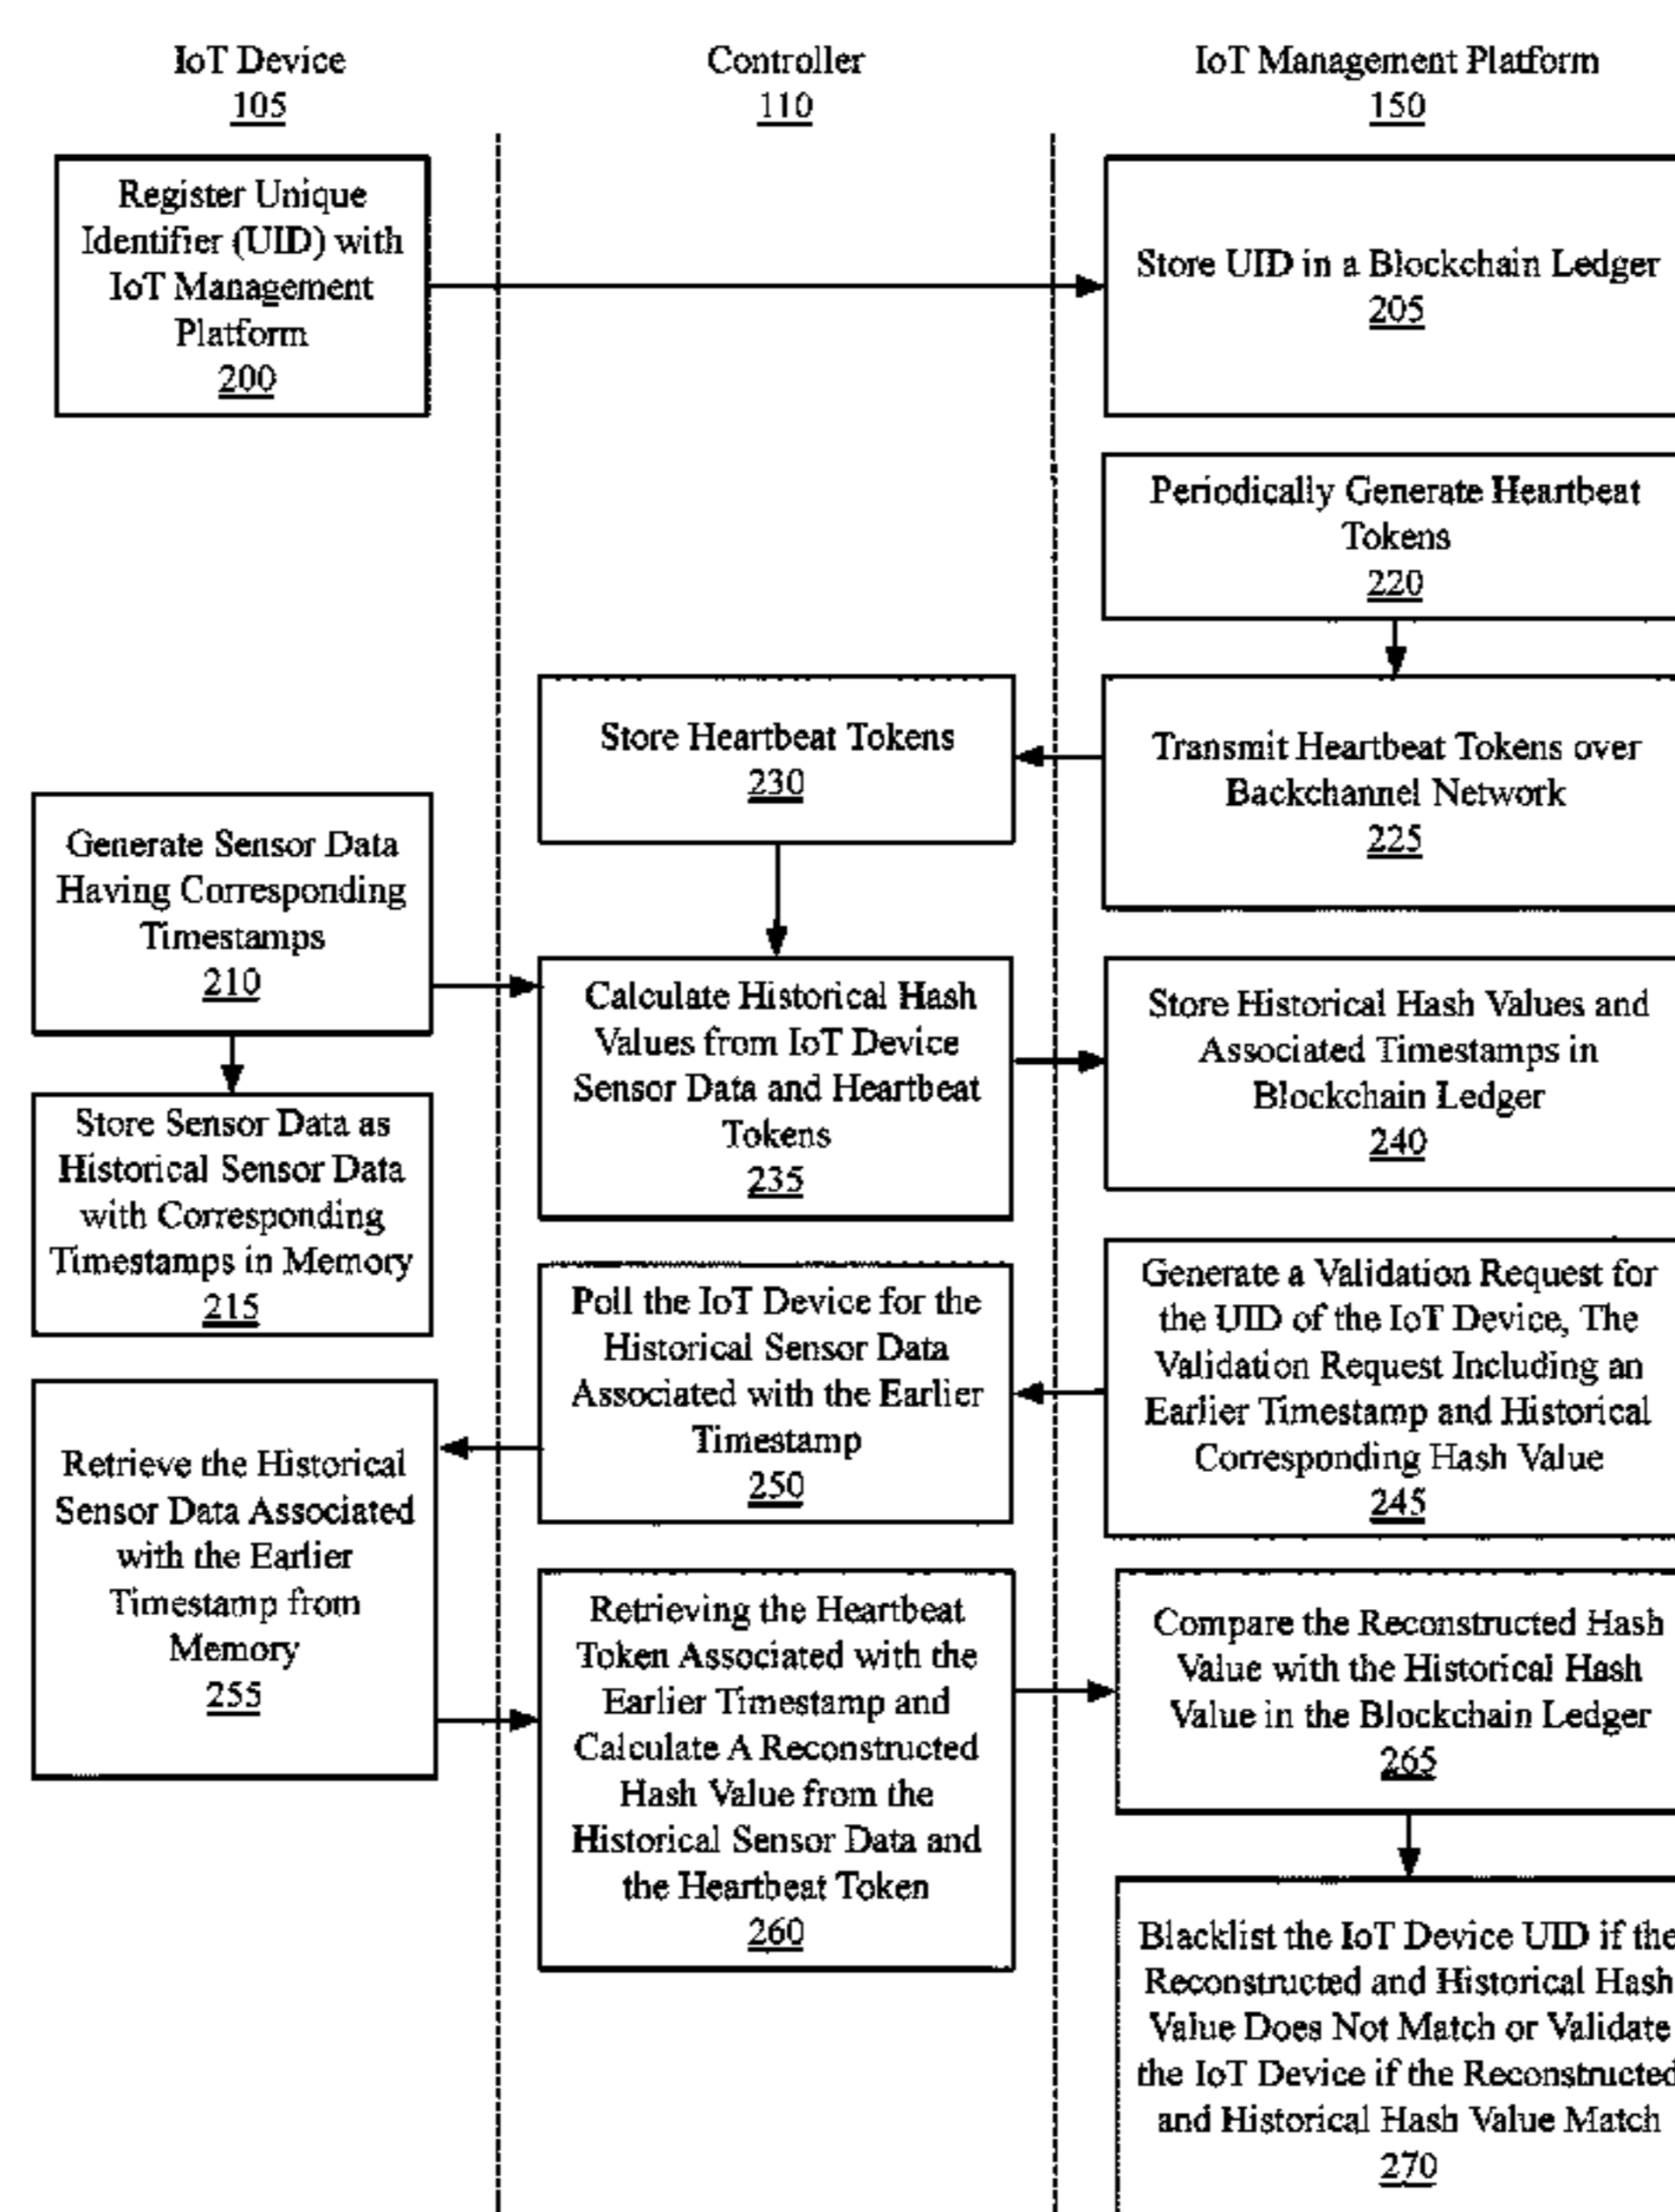 IoT Device
105
Controller
110
IoT Management Platform
150
Register Unique
Identifier (UID) with
IoT Management
Platform
200
Store UID in a Blockchain Ledger
205
Periodically Generate Heartbeat
Tokens
220
Transmit Heartbeat Tokens over
Backchannel Network
225
Store Heartbeat Tokens
230
Generate Sensor Data
Having Corresponding
Timestamps
210
Store Sensor Data as
Historical Sensor Data
with Corresponding
Timestamps in Memory
215
Calculate Historical Hash
Values from IoT Device
Sensor Data and Heartbeat
Tokens
235
Store Historical Hash Values and
Associated Timestamps in
Blockchain Ledger
240
Generate a Validation Request for
the UID of the IoT Device, The
Validation Request Including an
Earlier Timestamp and Historical
Corresponding Hash Value
245
Poll the IoT Device for the
Historical Sensor Data
Associated with the Earlier
Timestamp
250
Retrieve the Historical
Sensor Data Associated
with the Earlier
Timestamp from
Memory
255
Retrieving the Heartbeat
Token Associated with the
Earlier Timestamp and
Calculate A Reconstructed
Hash Value from the
Historical Sensor Data and
the Heartbeat Token
260
Compare the Reconstructed Hash
Value with the Historical Hash
Value in the Blockchain Ledger
265
Blacklist the IoT Device UID if the
Reconstructed and Historical Hash
Value Does Not Match or Validate
the IoT Device if the Reconstructed
and Historical Hash Value Match
270